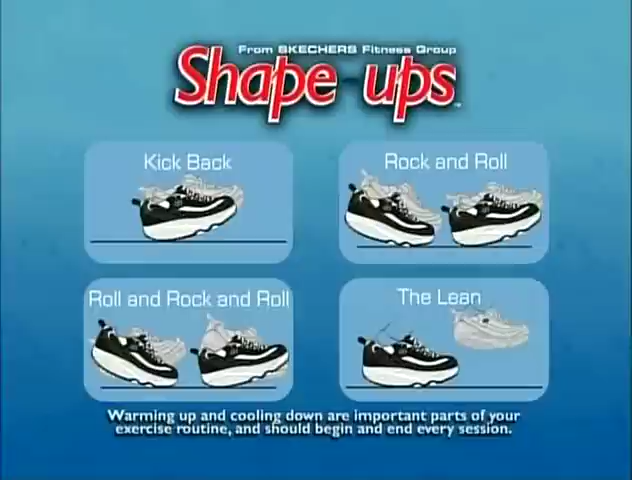 From SKECHERS Fitness Group
Shape-ups
Kick Back
Rock and Roll
Roll and Rock and Roll
The Lean
Warming up and cooling down are important parts of your
exercise routine, and should begin and end every session.